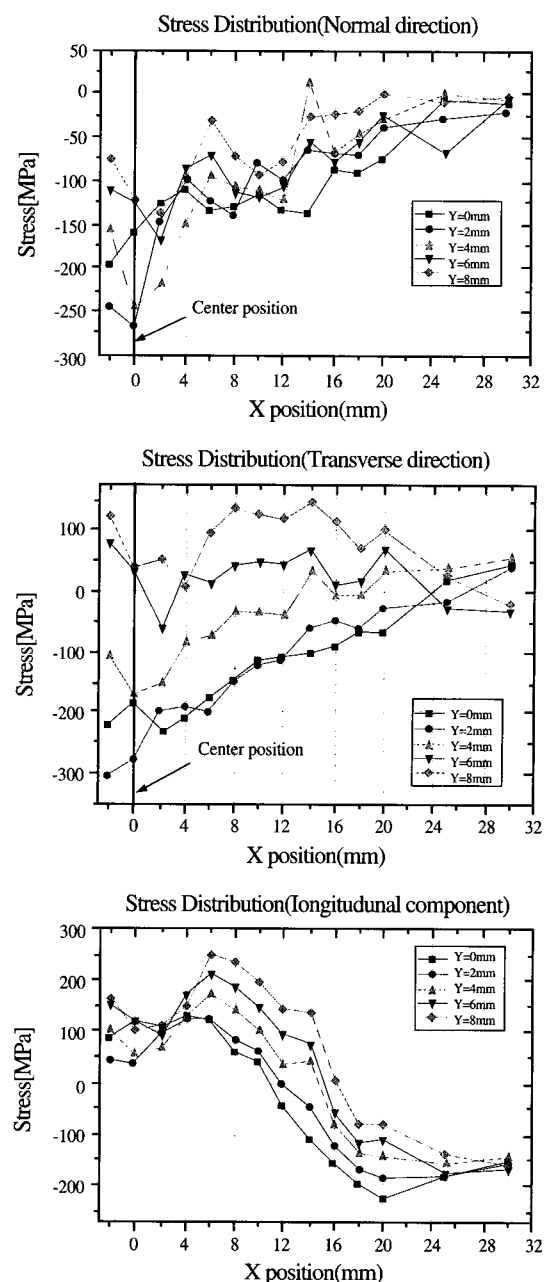 Stress Distribution(Normal direction)
Stress[MPa]
50
0
-50
-100
-150
-200
-250
-300
Y=0mm
Y=2mm
Y=4mm
Y=6mm
Y=8mm
Center position
0 4 8 12 16 20 24 28 32
X position(mm)
Stress Distribution(Transverse direction)
Stress[MPa]
100
0
-100
-200
-300
Y=0mm
Y=2mm
Y=4mm
Y=6mm
Y=8mm
Center position
0 4 8 12 16 20 24 28 32
X position(mm)
Stress Distribution(Iongitudunal component)
Stress[MPa]
300
200
100
0
-100
-200
Y=0mm
Y=2mm
Y=4mm
Y=6mm
Y=8mm
0 4 8 12 16 20 24 28 32
X position(mm)